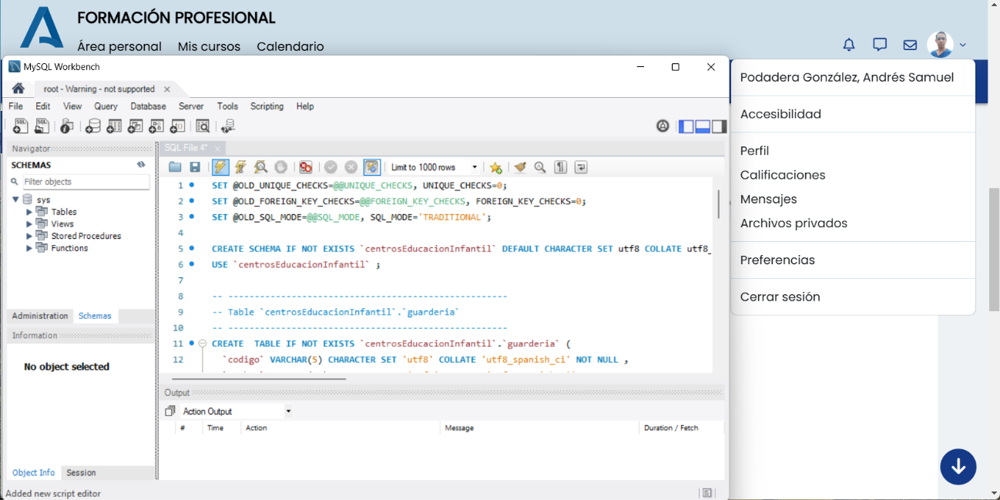 FORMACIÓN PROFESIONAL
Área personal Mis cursos Calendario
MySQL Workbench
root - Warning - not supported
File Edit View Query Database Server Tools Scripting Help
Navigator
SCHEMAS
Filter objects
sys
Tables
Views
Stored Procedures
Functions
Administration Schemas
Information
No object selected
Object Info Session
Added new script editor
SQL File 4*
Limit to 1000 rows
1 SET @OLD_UNIQUE_CHECKS=@@UNIQUE_CHECKS, UNIQUE_CHECKS=0;
2 SET @OLD_FOREIGN_KEY_CHECKS=@@FOREIGN_KEY_CHECKS, FOREIGN_KEY_CHECKS=0;
3 SET @OLD_SQL_MODE=@@SQL_MODE, SQL_MODE='TRADITIONAL';
4
5 CREATE SCHEMA IF NOT EXISTS `centrosEducacionInfantil` DEFAULT CHARACTER SET utf8 COLLATE utf8_
6 USE `centrosEducacionInfantil` ;
7
8 -- -----------------------------------------------------
9 -- Table `centrosEducacionInfantil`.`guarderia`
10 -- -----------------------------------------------------
11 CREATE  TABLE IF NOT EXISTS `centrosEducacionInfantil`.`guarderia` (
12 `codigo` VARCHAR(5) CHARACTER SET 'utf8' COLLATE 'utf8_spanish_ci' NOT NULL ,
Output
Action Output
# Time Action Message Duration / Fetch
Podadera González, Andrés Samuel
Accesibilidad
Perfil
Calificaciones
Mensajes
Archivos privados
Preferencias
Cerrar sesión